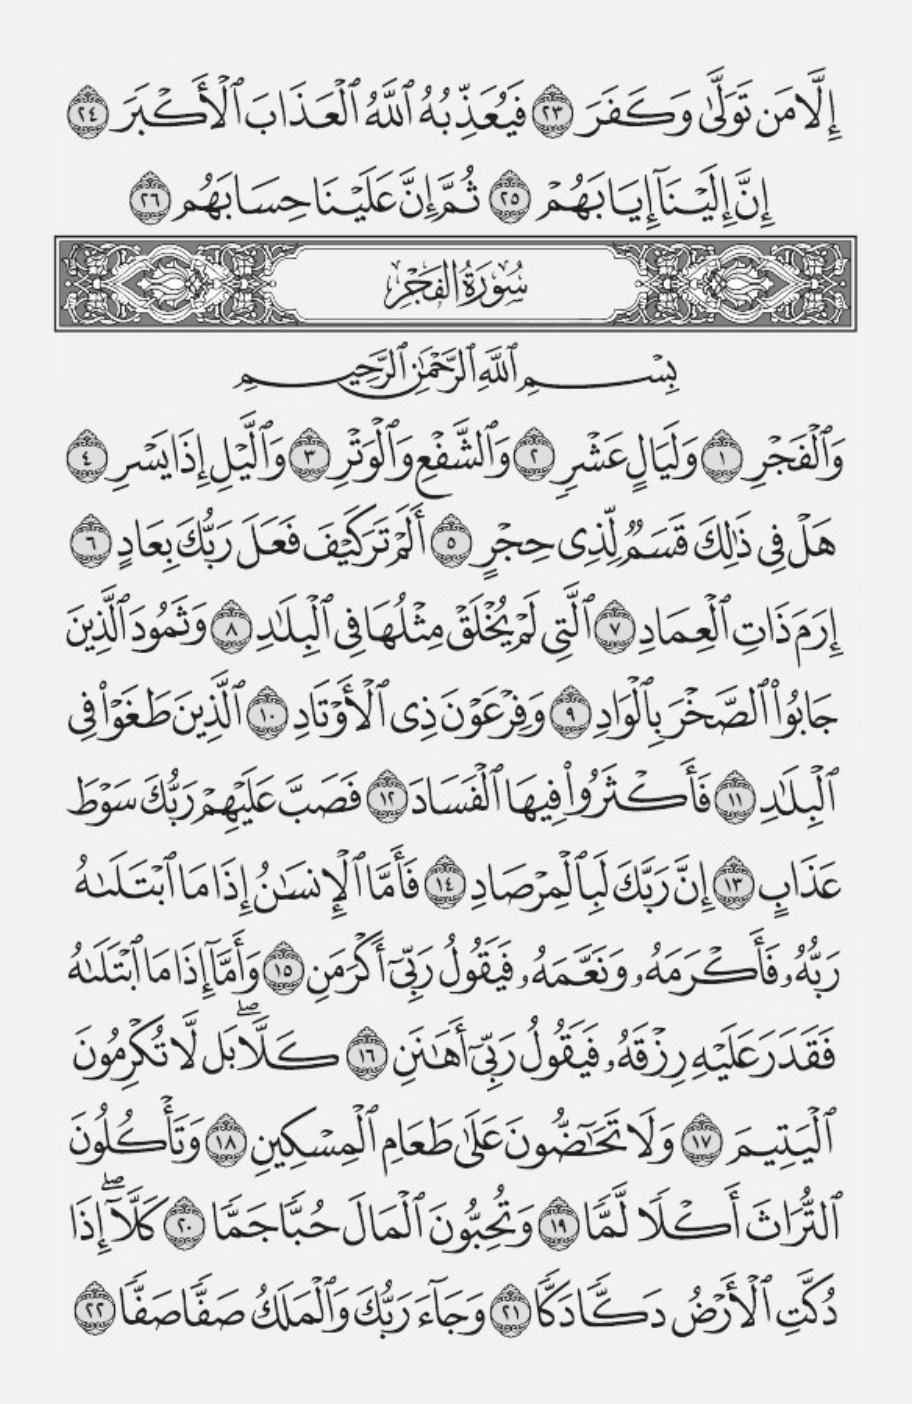 إِلَّا مَن تَوَلَّىٰ وَكَفَرَ ٢٣ فَيُعَذِّبُهُ ٱللَّهُ ٱلْعَذَابَ ٱلْأَكْبَرَ ٢٤
إِنَّ إِلَيْنَآ إِيَابَهُمْ ٢٥ ثُمَّ إِنَّ عَلَيْنَا حِسَابَهُم ٢٦
سُورَةُ الفَجْرِ
بِسْمِ ٱللَّهِ ٱلرَّحْمَٰنِ ٱلرَّحِيمِ
وَٱلْفَجْرِ ١ وَلَيَالٍ عَشْرٍ ٢ وَٱلشَّفْعِ وَٱلْوَتْرِ ٣ وَٱلَّيْلِ إِذَا يَسْرِ ٤
هَلْ فِى ذَٰلِكَ قَسَمٌ لِّذِى حِجْرٍ ٥ أَلَمْ تَرَ كَيْفَ فَعَلَ رَبُّكَ بِعَادٍ ٦
إِرَمَ ذَاتِ ٱلْعِمَادِ ٧ ٱلَّتِى لَمْ يُخْلَقْ مِثْلُهَا فِى ٱلْبِلَٰدِ ٨ وَثَمُودَ ٱلَّذِينَ
جَابُوا۟ ٱلصَّخْرَ بِٱلْوَادِ ٩ وَفِرْعَوْنَ ذِى ٱلْأَوْتَادِ ١٠ ٱلَّذِينَ طَغَوْا۟ فِى
ٱلْبِلَٰدِ ١١ فَأَكْثَرُوا۟ فِيهَا ٱلْفَسَادَ ١٢ فَصَبَّ عَلَيْهِمْ رَبُّكَ سَوْطَ
عَذَابٍ ١٣ إِنَّ رَبَّكَ لَبِٱلْمِرْصَادِ ١٤ فَأَمَّا ٱلْإِنسَٰنُ إِذَا مَا ٱبْتَلَىٰهُ
رَبُّهُۥ فَأَكْرَمَهُۥ وَنَعَّمَهُۥ فَيَقُولُ رَبِّىٓ أَكْرَمَنِ ١٥ وَأَمَّآ إِذَا مَا ٱبْتَلَىٰهُ
فَقَدَرَ عَلَيْهِ رِزْقَهُۥ فَيَقُولُ رَبِّىٓ أَهَٰنَنِ ١٦ كَلَّا ۖ بَل لَّا تُكْرِمُونَ
ٱلْيَتِيمَ ١٧ وَلَا تَحَٰٓضُّونَ عَلَىٰ طَعَامِ ٱلْمِسْكِينِ ١٨ وَتَأْكُلُونَ
ٱلتُّرَاثَ أَكْلًا لَّمًّا ١٩ وَتُحِبُّونَ ٱلْمَالَ حُبًّا جَمًّا ٢٠ كَلَّآ ۖ إِذَا
دُكَّتِ ٱلْأَرْضُ دَكًّا دَكًّا ٢١ وَجَآءَ رَبُّكَ وَٱلْمَلَكُ صَفًّا صَفًّا ٢٢